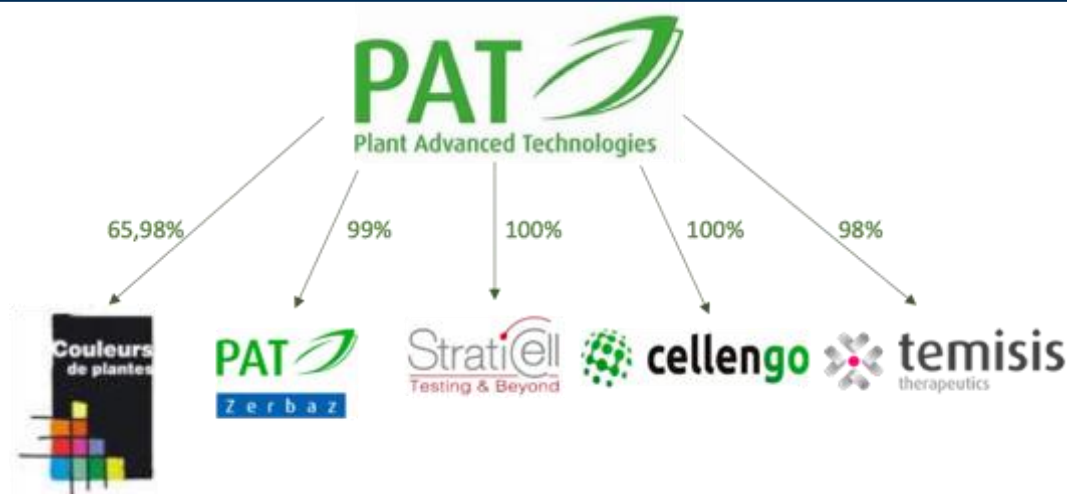 PAT
Plant Advanced Technologies
65,98%
99%
100%
100%
98%
Couleurs
de plantes
PAT
Zerbaz
StratiCell
Testing & Beyond
cellengo
temisis
therapeutics